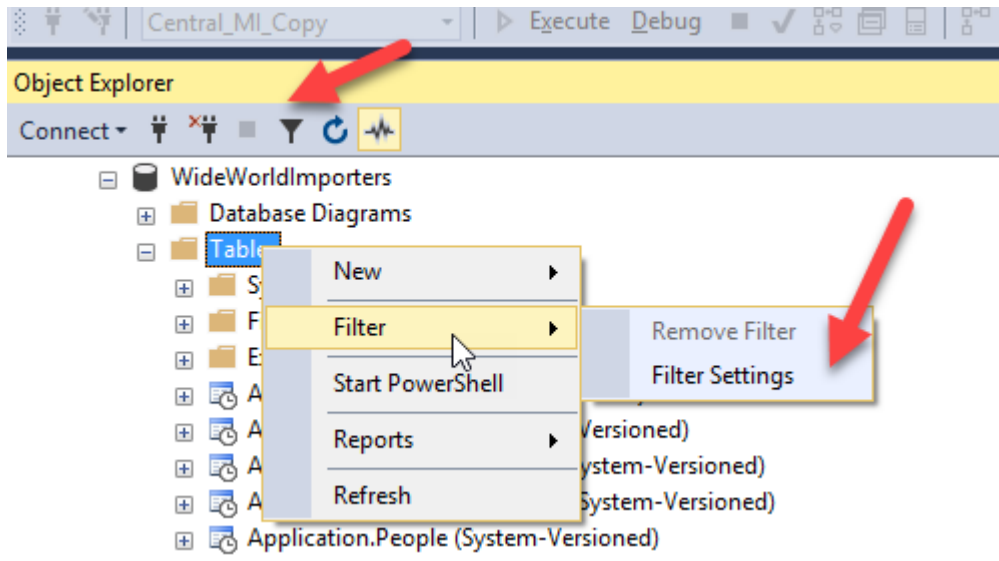 Central_MI_Copy Execute Debug
Object Explorer
Connect
WideWorldImporters
Database Diagrams
Table
New
Filter
Remove Filter
Start PowerShell
Filter Settings
Reports
Versioned)
ystem-Versioned)
Refresh
System-Versioned)
Application.People (System-Versioned)